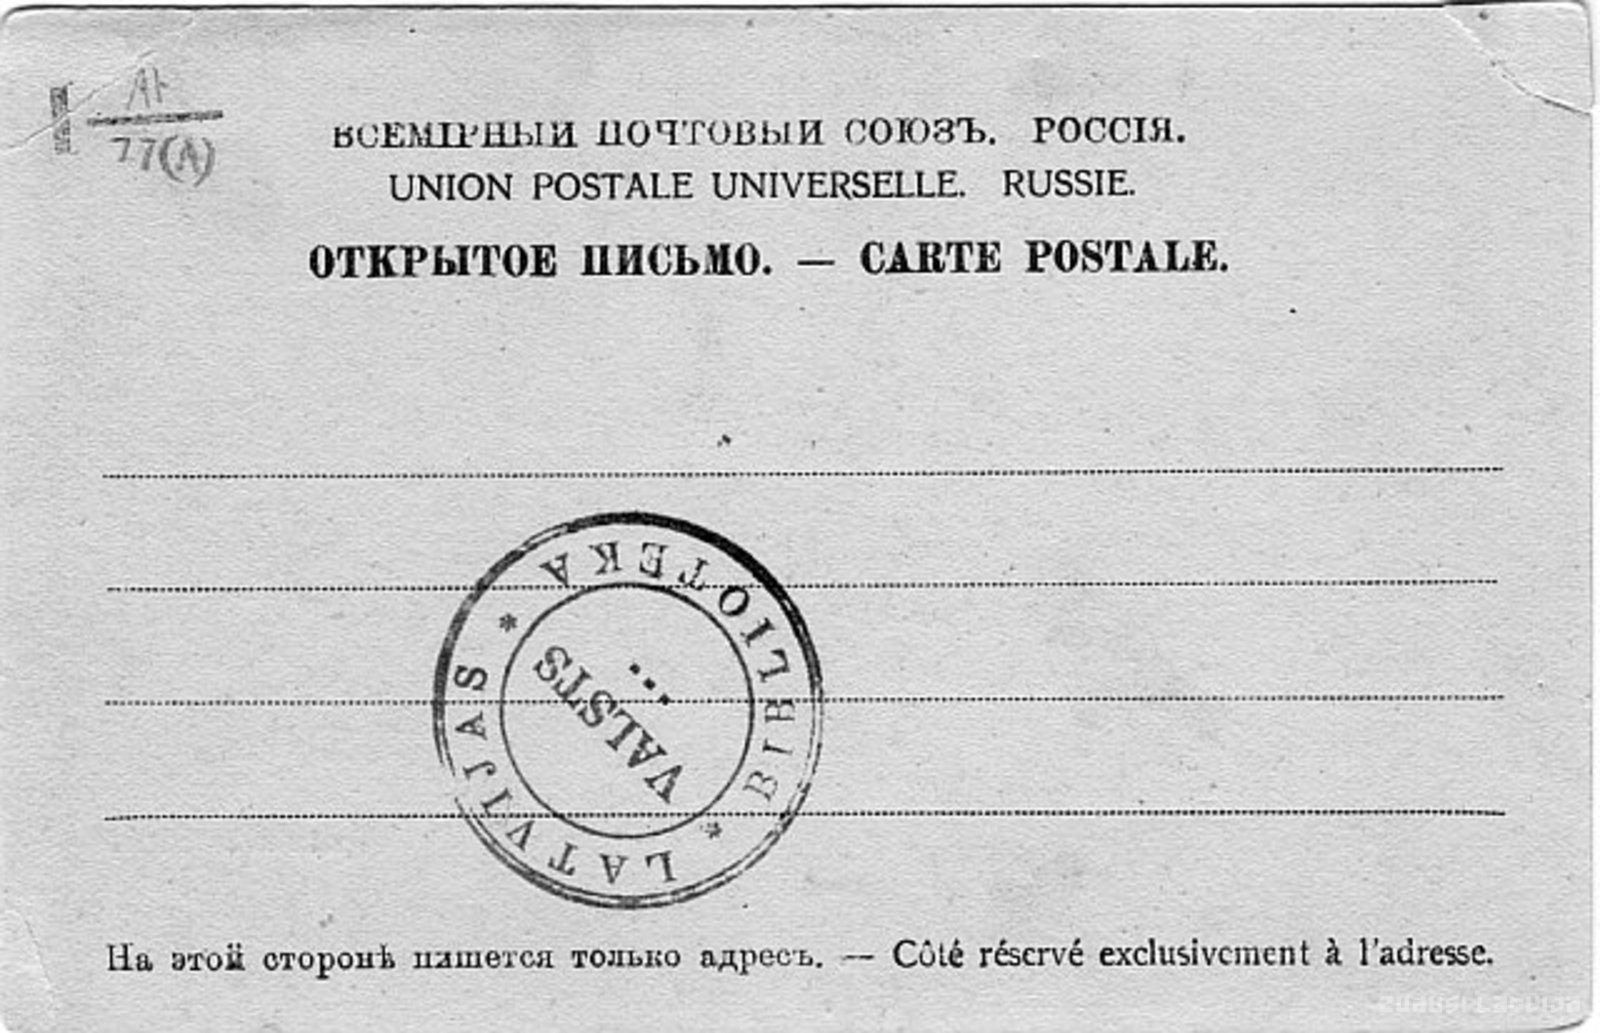 77(A)
ВСЕМІРНЫЙ ПОЧТОВЫЙ СОЮЗЪ. РОССІЯ.
UNION POSTALE UNIVERSELLE. RUSSIE.
ОТКРЫТОЕ ПИСЬМО. — CARTE POSTALE.
LATVIJAS * BIBLIOTEKA *
VALSTS
На этой сторонѣ пишется только адресъ. — Côté réservé exclusivement à l'adresse.